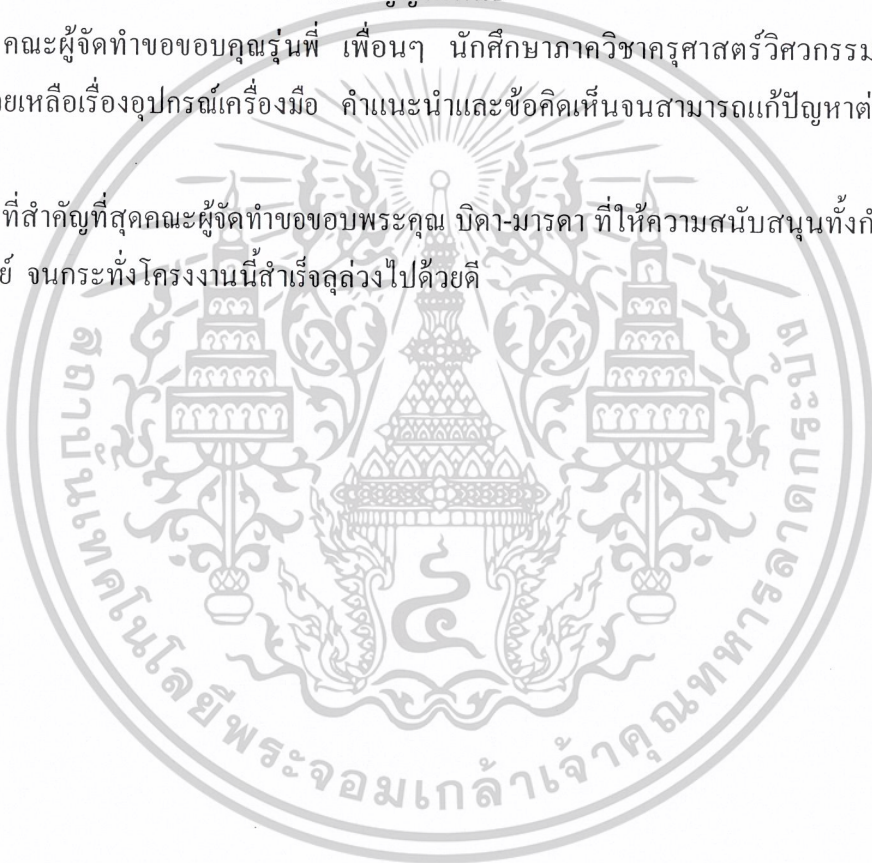 คณะผู้จัดทำขอขอบคุณรุ่นพี่ เพื่อนๆ นักศึกษาภาควิชาครุศาสตร์วิศวกรรม
ยเหลือเรื่องอุปกรณ์เครื่องมือ คำแนะนำและข้อคิดเห็นจนสามารถแก้ปัญหาต่
ที่สำคัญที่สุดคณะผู้จัดทำขอขอบพระคุณ บิดา-มารดา ที่ให้ความสนับสนุนทั้งกำ
ย์ จนกระทั่งโครงงานนี้สำเร็จลุล่วงไปด้วยดี
สถาบันเทคโนโลยีพระจอมเกล้าเจ้าคุณทหารลาดกระบัง